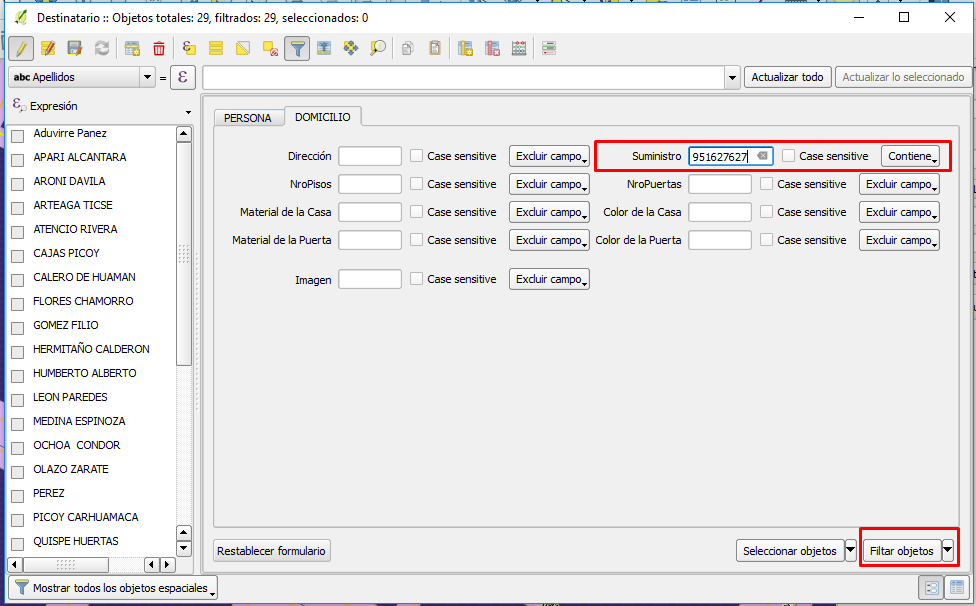 Destinatario :: Objetos totales: 29, filtrados: 29, seleccionados: 0
abc Apellidos = ε Actualizar todo Actualizar lo seleccionado
Expresión
PERSONA DOMICILIO
Aduvirre Panez
APARI ALCANTARA
ARONI DAVILA
ARTEAGA TICSE
ATENCIO RIVERA
CAJAS PICOY
CALERO DE HUAMAN
FLORES CHAMORRO
GOMEZ FILIO
HERMITAÑO CALDERON
HUMBERTO ALBERTO
LEON PAREDES
MEDINA ESPINOZA
OCHOA  CONDOR
OLAZO ZARATE
PEREZ
PICOY CARHUAMACA
QUISPE HUERTAS
Dirección Case sensitive Excluir campo Suministro 951627627 Case sensitive Contiene
NroPisos Case sensitive Excluir campo NroPuertas Case sensitive Excluir campo
Material de la Casa Case sensitive Excluir campo Color de la Casa Case sensitive Excluir campo
Material de la Puerta Case sensitive Excluir campo Color de la Puerta Case sensitive Excluir campo
Imagen Case sensitive Excluir campo
Restablecer formulario Seleccionar objetos Filtar objetos
Mostrar todos los objetos espaciales